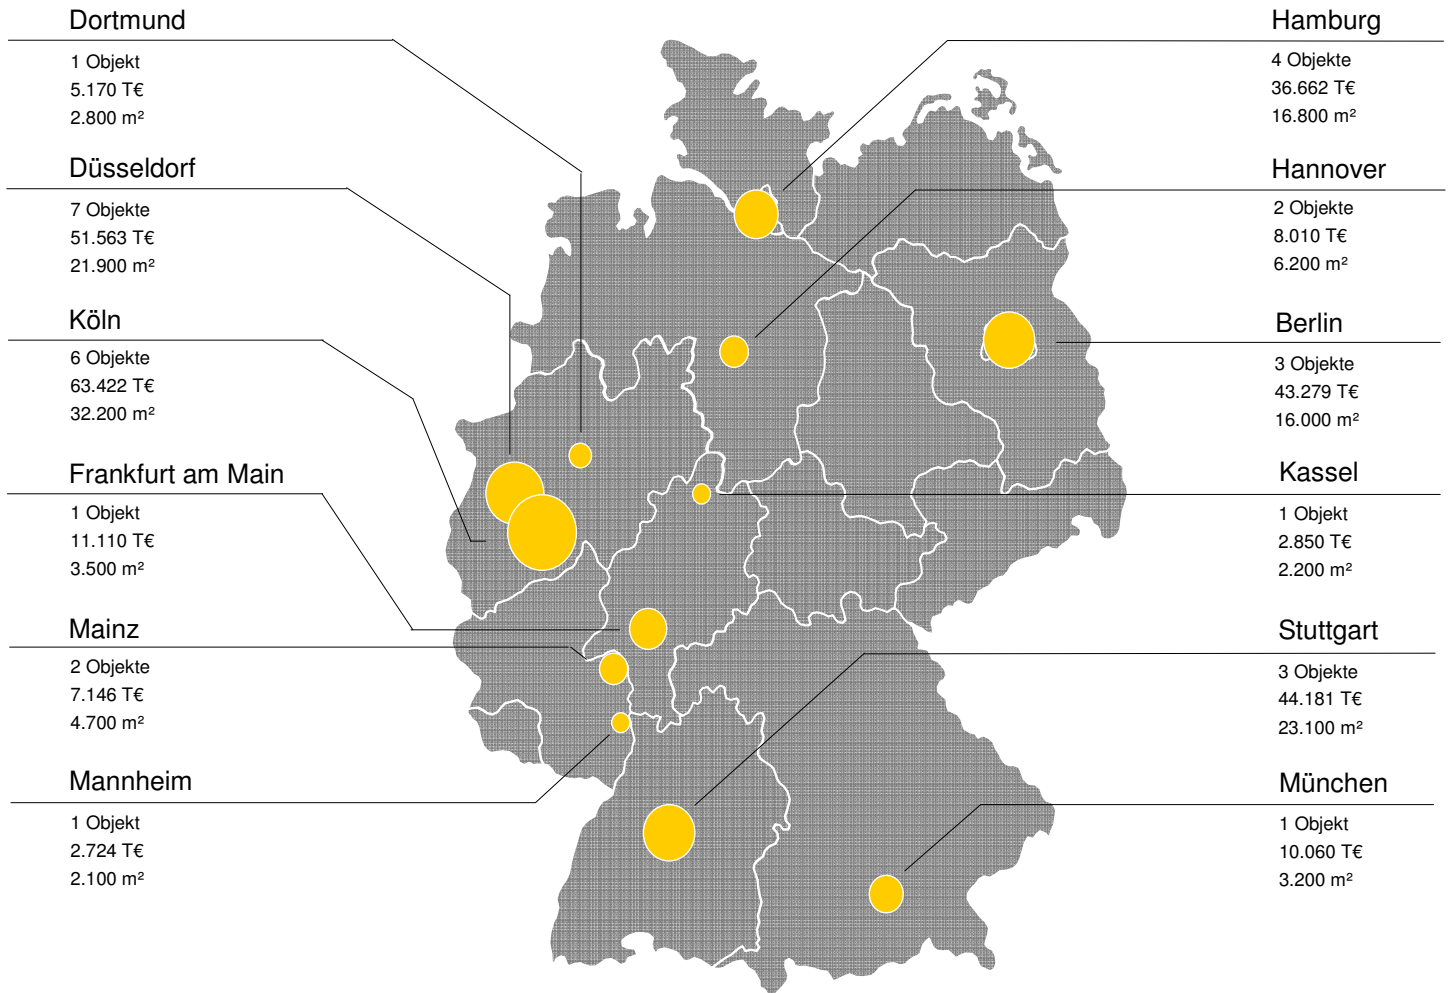 Dortmund
1 Objekt
5.170 T€
2.800 m²
Düsseldorf
7 Objekte
51.563 T€
21.900 m²
Köln
6 Objekte
63.422 T€
32.200 m²
Frankfurt am Main
1 Objekt
11.110 T€
3.500 m²
Mainz
2 Objekte
7.146 T€
4.700 m²
Mannheim
1 Objekt
2.724 T€
2.100 m²
Hamburg
4 Objekte
36.662 T€
16.800 m²
Hannover
2 Objekte
8.010 T€
6.200 m²
Berlin
3 Objekte
43.279 T€
16.000 m²
Kassel
1 Objekt
2.850 T€
2.200 m²
Stuttgart
3 Objekte
44.181 T€
23.100 m²
München
1 Objekt
10.060 T€
3.200 m²